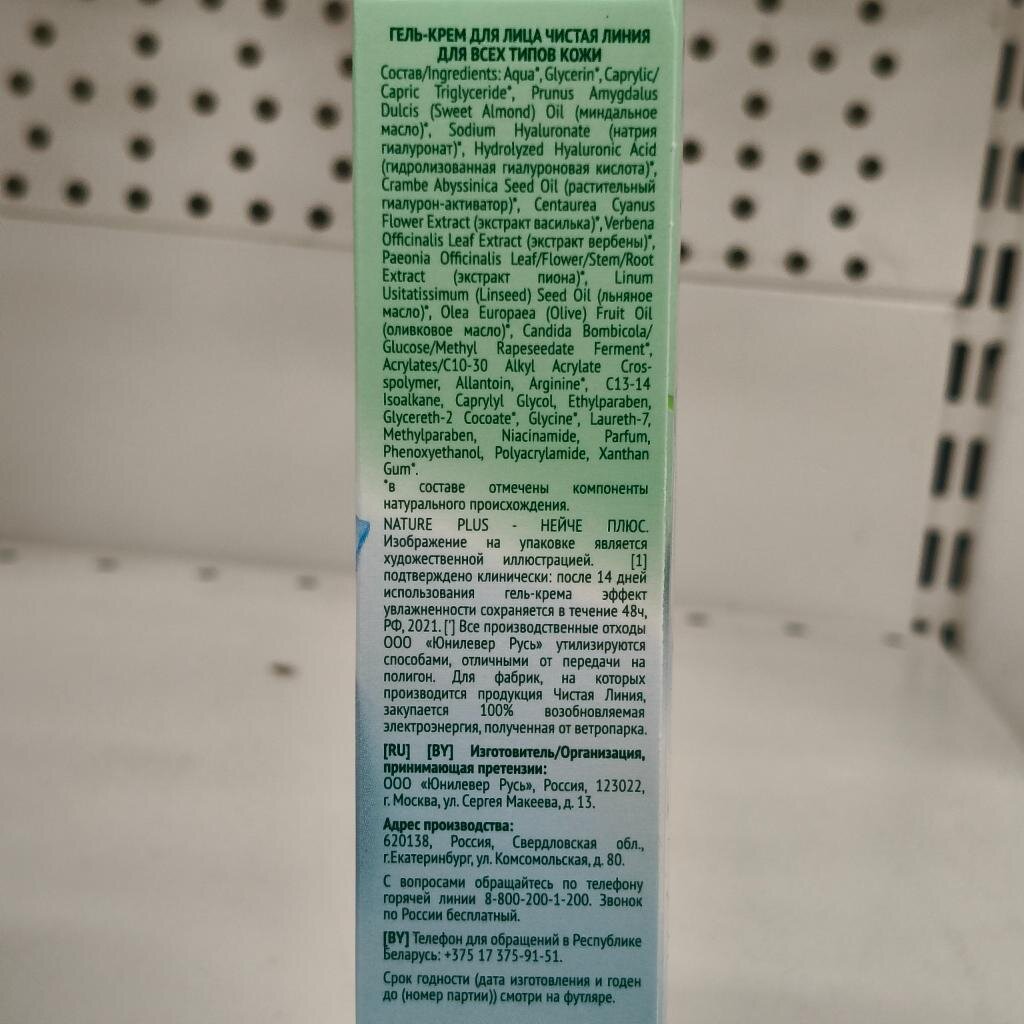 ГЕЛЬ-КРЕМ ДЛЯ ЛИЦА ЧИСТАЯ ЛИНИЯ
ДЛЯ ВСЕХ ТИПОВ КОЖИ
Состав/Ingredients: Aqua*, Glycerin*, Caprylic/
Capric Triglyceride*, Prunus Amygdalus
Dulcis (Sweet Almond) Oil (миндальное
масло)*, Sodium Hyaluronate (натрия
гиалуронат)*, Hydrolyzed Hyaluronic Acid
(гидролизованная гиалуроновая кислота)*,
Crambe Abyssinica Seed Oil (растительный
гиалурон-активатор)*, Centaurea Cyanus
Flower Extract (экстракт василька)*, Verbena
Officinalis Leaf Extract (экстракт вербены)*,
Paeonia Officinalis Leaf/Flower/Stem/Root
Extract (экстракт пиона)*, Linum
Usitatissimum (Linseed) Seed Oil (льняное
масло)*, Olea Europaea (Olive) Fruit Oil
(оливковое масло)*, Candida Bombicola/
Glucose/Methyl Rapeseedate Ferment*,
Acrylates/C10-30 Alkyl Acrylate Cros-
spolymer, Allantoin, Arginine*, C13-14
Isoalkane, Caprylyl Glycol, Ethylparaben,
Glycereth-2 Cocoate*, Glycine*, Laureth-7,
Methylparaben, Niacinamide, Parfum,
Phenoxyethanol, Polyacrylamide, Xanthan
Gum*.
*в составе отмечены компоненты
натурального происхождения.
NATURE PLUS - НЕЙЧЕ ПЛЮС.
Изображение на упаковке является
художественной иллюстрацией. [1]
подтверждено клинически: после 14 дней
использования гель-крема эффект
увлажненности сохраняется в течение 48ч,
РФ, 2021. [*] Все производственные отходы
ООО «Юнилевер Русь» утилизируются
способами, отличными от передачи на
полигон. Для фабрик, на которых
производится продукция Чистая Линия,
закупается 100% возобновляемая
электроэнергия, полученная от ветропарка.
[RU] [BY] Изготовитель/Организация,
принимающая претензии:
ООО «Юнилевер Русь», Россия, 123022,
г. Москва, ул. Сергея Макеева, д. 13.
Адрес производства:
620138, Россия, Свердловская обл.,
г.Екатеринбург, ул. Комсомольская, д. 80.
С вопросами обращайтесь по телефону
горячей линии 8-800-200-1-200. Звонок
по России бесплатный.
[BY] Телефон для обращений в Республике
Беларусь: +375 17 375-91-51.
Срок годности (дата изготовления и годен
до (номер партии)) смотри на футляре.